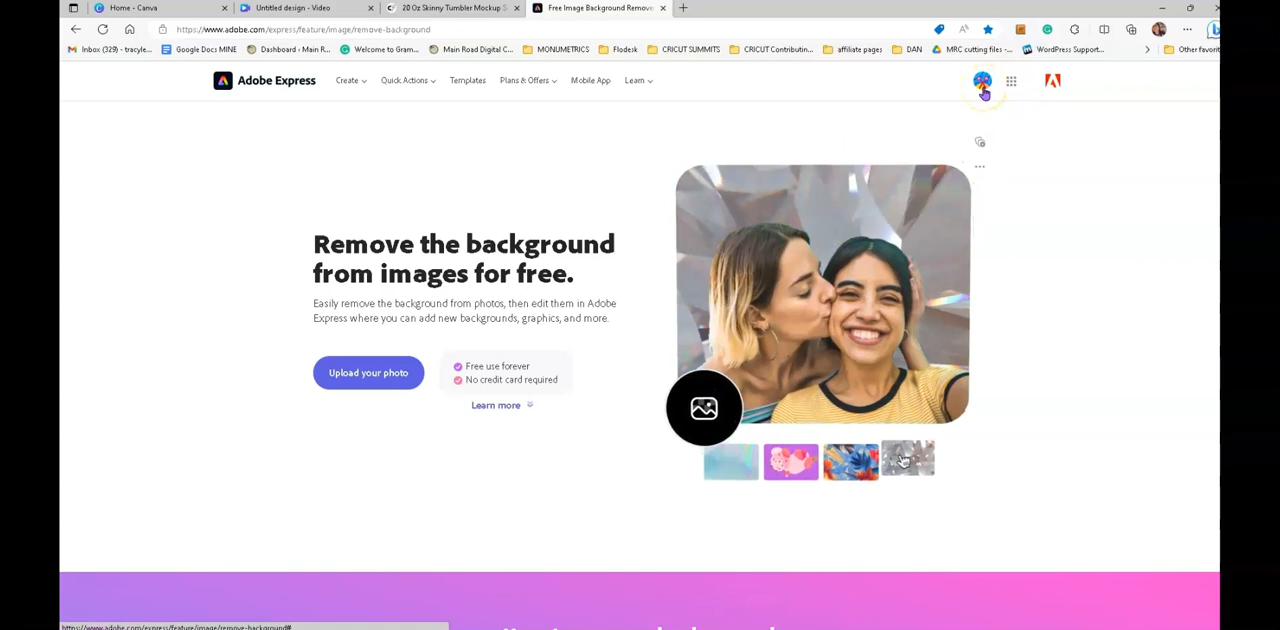 Home - Canva
Untitled design - Video
20 Oz Skinny Tumbler Mockup S
Free Image Background Remove
https://www.adobe.com/express/feature/image/remove-background
Inbox (329) - tracyle...
Google Docs MINE
Dashboard ‹ Main R...
Welcome to Gram...
Main Road Digital C...
MONUMETRICS
Flodesk
CRICUT SUMMITS
CRICUT Contributin...
affiliate pages
DAN
MRC cutting files -...
WordPress Support...
Other favorit
Adobe Express
Create
Quick Actions
Templates
Plans & Offers
Mobile App
Learn
Remove the background
from images for free.
Easily remove the background from photos, then edit them in Adobe
Express where you can add new backgrounds, graphics, and more.
Upload your photo
Free use forever
No credit card required
Learn more
https://www.adobe.com/express/feature/image/remove-background#